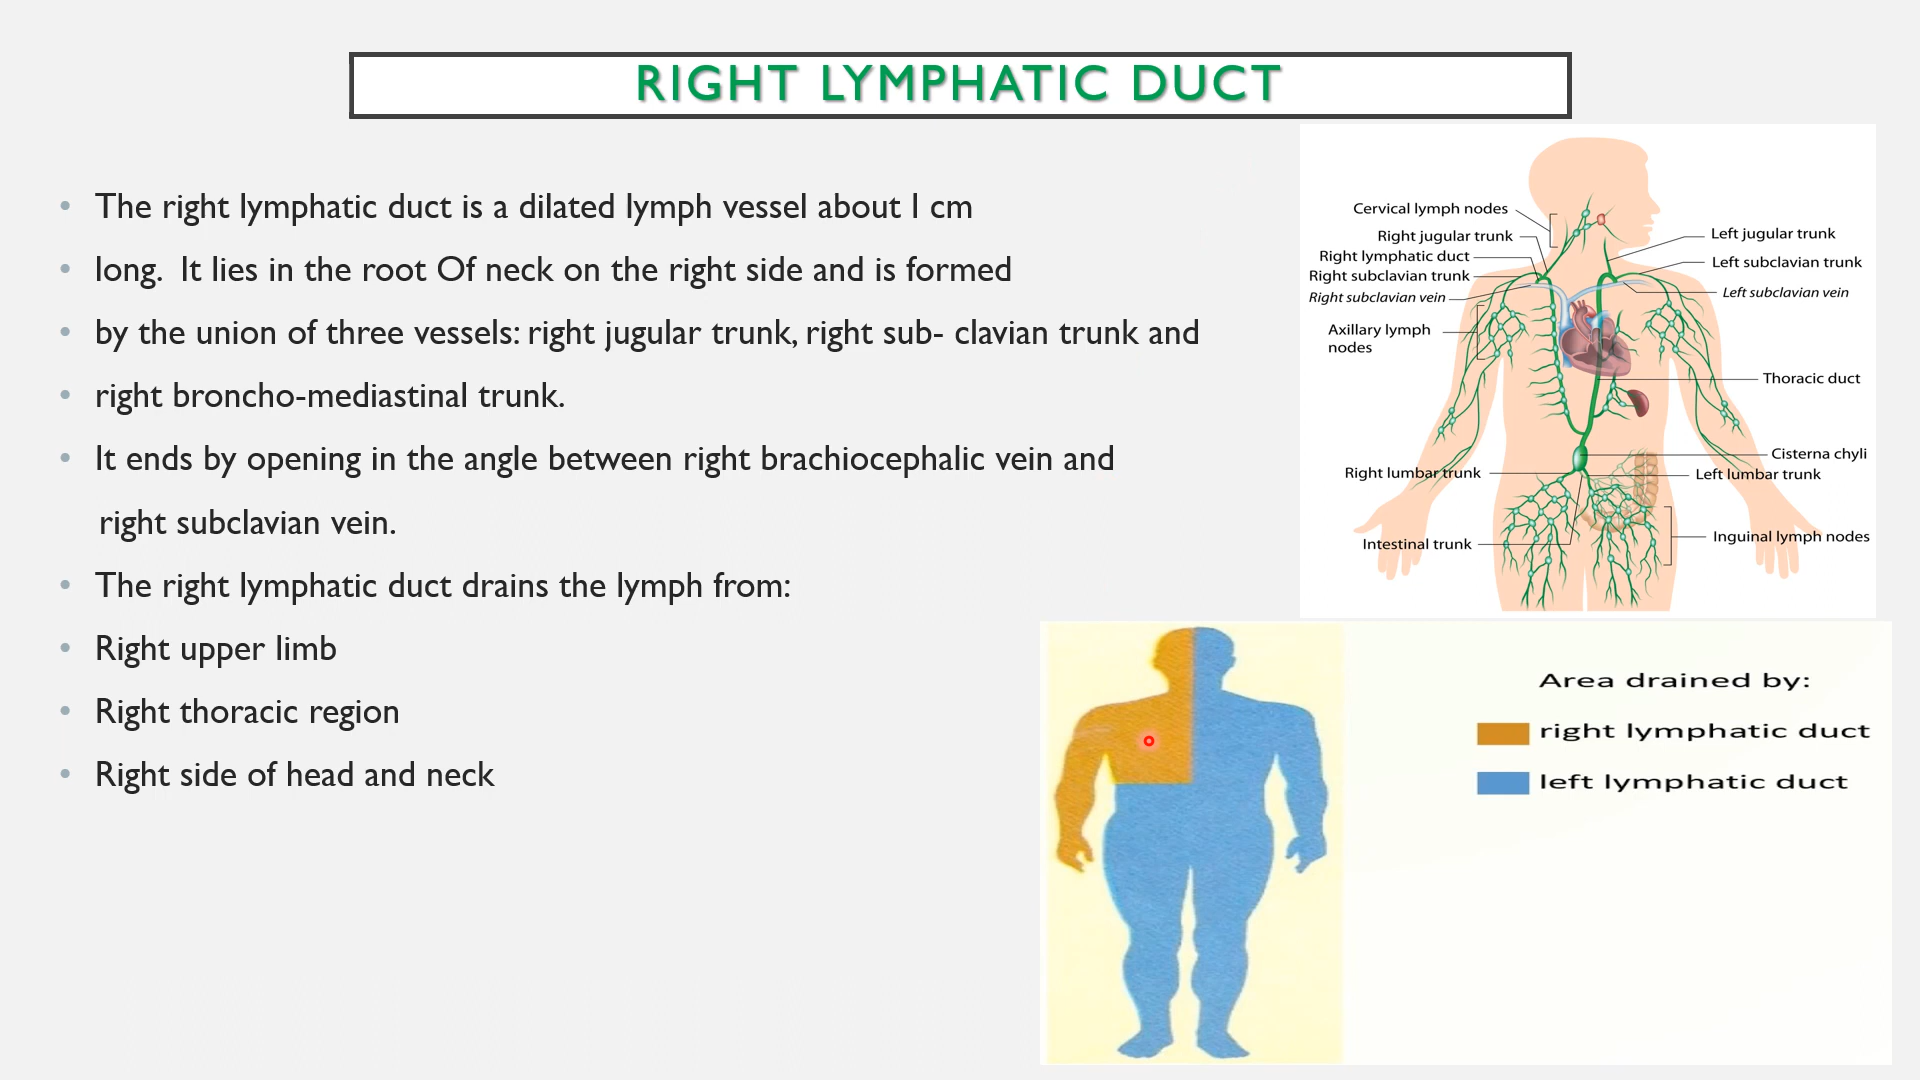 RIGHT LYMPHATIC DUCT
• The right lymphatic duct is a dilated lymph vessel about 1 cm
• long.  It lies in the root Of neck on the right side and is formed
• by the union of three vessels: right jugular trunk, right sub- clavian trunk and
• right broncho-mediastinal trunk.
• It ends by opening in the angle between right brachiocephalic vein and
right subclavian vein.
• The right lymphatic duct drains the lymph from:
• Right upper limb
• Right thoracic region
• Right side of head and neck
Cervical lymph nodes
Right jugular trunk
Right lymphatic duct
Right subclavian trunk
Right subclavian vein
Axillary lymph
nodes
Right lumbar trunk
Intestinal trunk
Left jugular trunk
Left subclavian trunk
Left subclavian vein
Thoracic duct
Cisterna chyli
Left lumbar trunk
Inguinal lymph nodes
Area drained by:
right lymphatic duct
left lymphatic duct